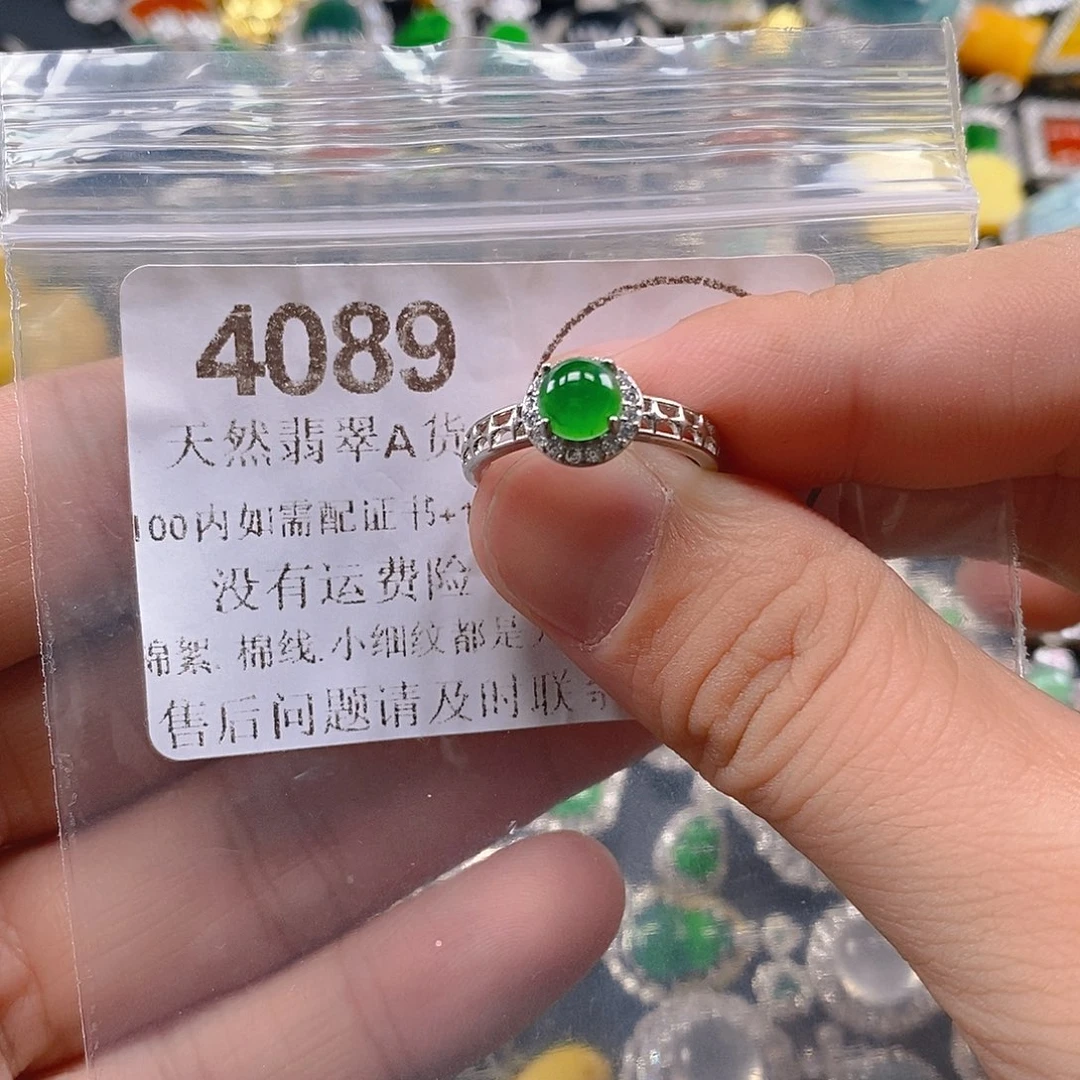 4089
天然翡翠A货
100内如需配证书+1
没有运费险
棉絮.棉线.小细纹都是
售后问题请及时联